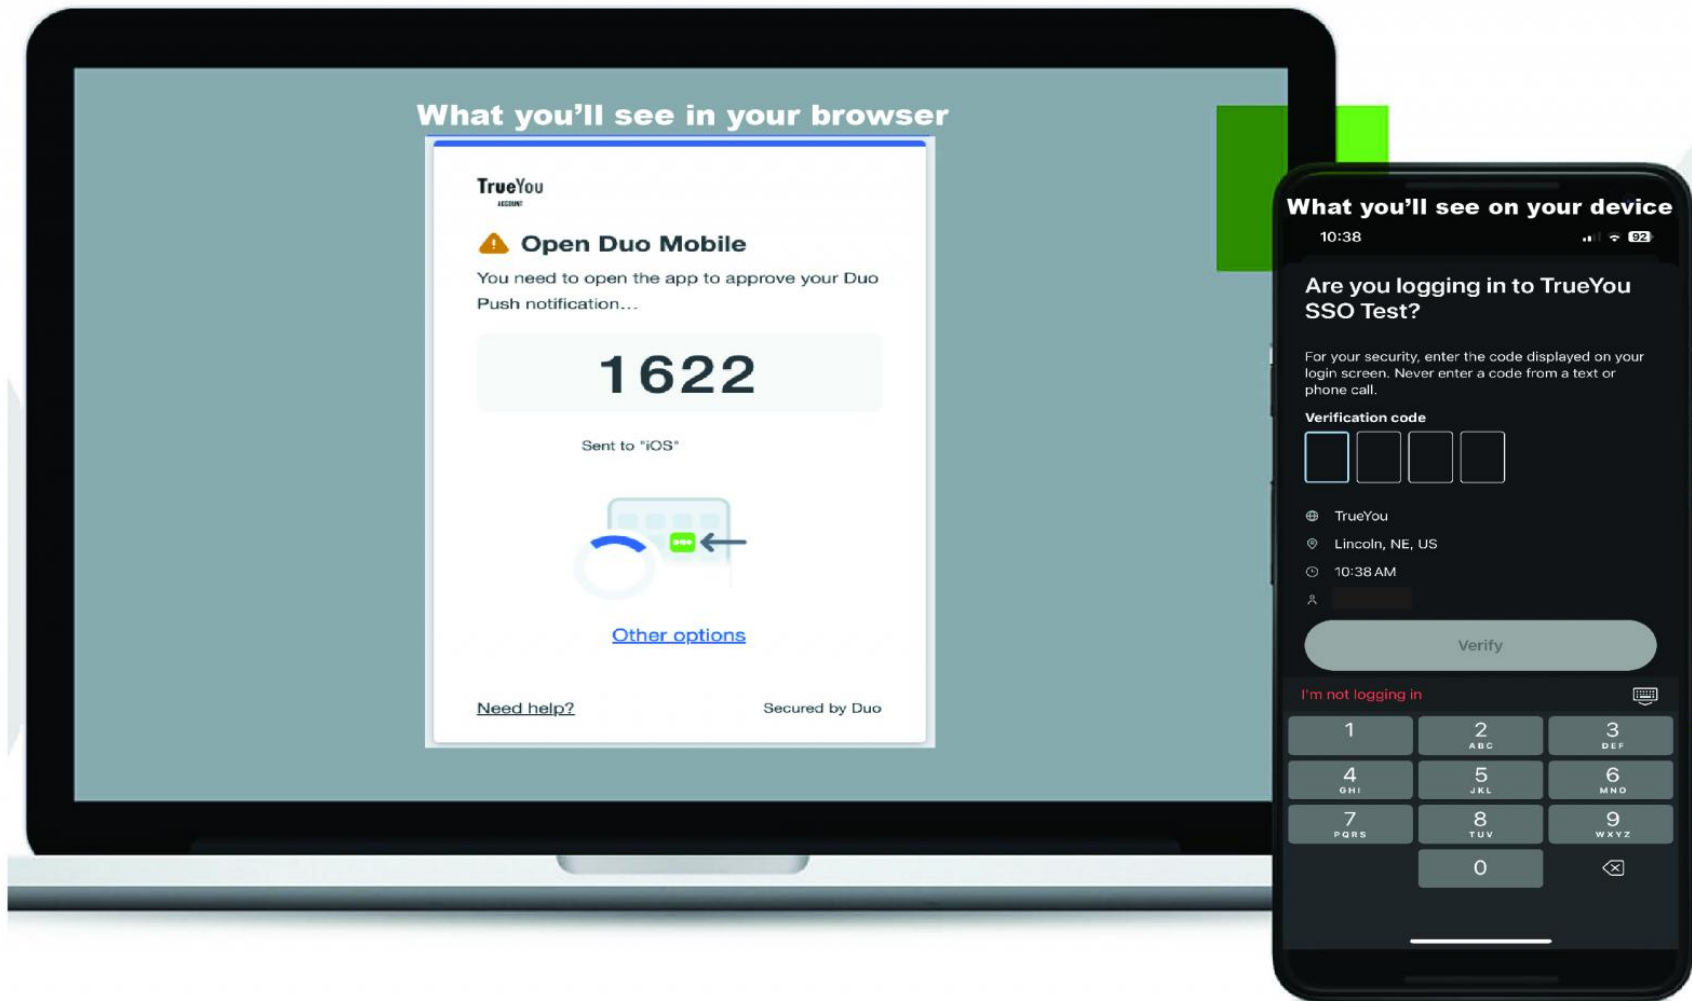 What you'll see in your browser
TrueYou
ACCOUNT
Open Duo Mobile
You need to open the app to approve your Duo
Push notification...
1622
Sent to "iOS"
Other options
Need help?
Secured by Duo
What you'll see on your device
10:38
92
Are you logging in to TrueYou
SSO Test?
For your security, enter the code displayed on your
login screen. Never enter a code from a text or
phone call.
Verification code
TrueYou
Lincoln, NE, US
10:38 AM
Verify
I'm not logging in
1
2
ABC
3
DEF
4
GHI
5
JKL
6
MNO
7
PQRS
8
TUV
9
WXYZ
0